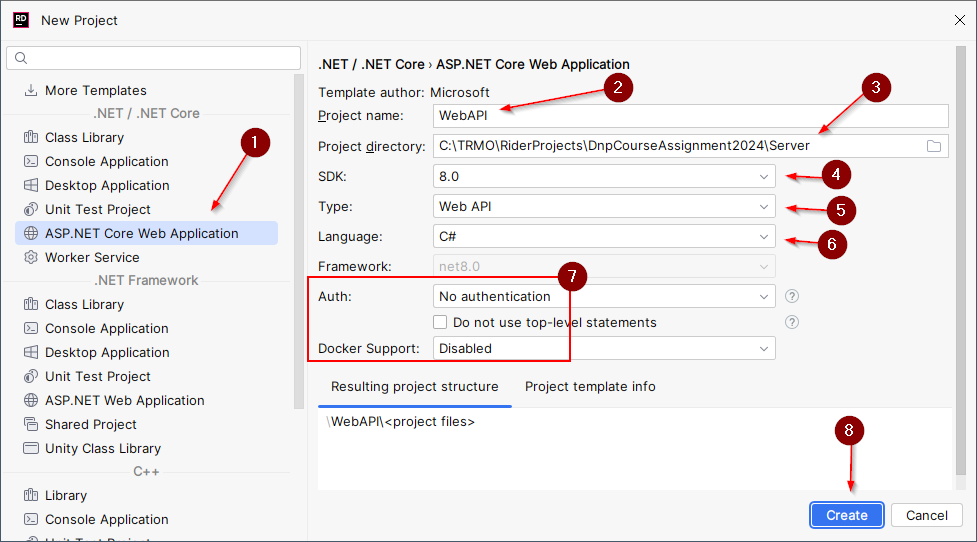 RD New Project
More Templates
.NET / .NET Core
Class Library
Console Application
Desktop Application
Unit Test Project
ASP.NET Core Web Application
Worker Service
.NET Framework
Class Library
Console Application
Desktop Application
Unit Test Project
ASP.NET Web Application
Shared Project
Unity Class Library
C++
Library
Console Application
1
.NET / .NET Core › ASP.NET Core Web Application
Template author: Microsoft
2
3
Project name: WebAPI
Project directory: C:\TRMO\RiderProjects\DnpCourseAssignment2024\Server
SDK: 8.0
4
Type: Web API
5
Language: C#
6
Framework: net8.0
7
Auth: No authentication ?
Do not use top-level statements ?
Docker Support: Disabled
Resulting project structure Project template info
\WebAPI\<project files>
8
Create Cancel